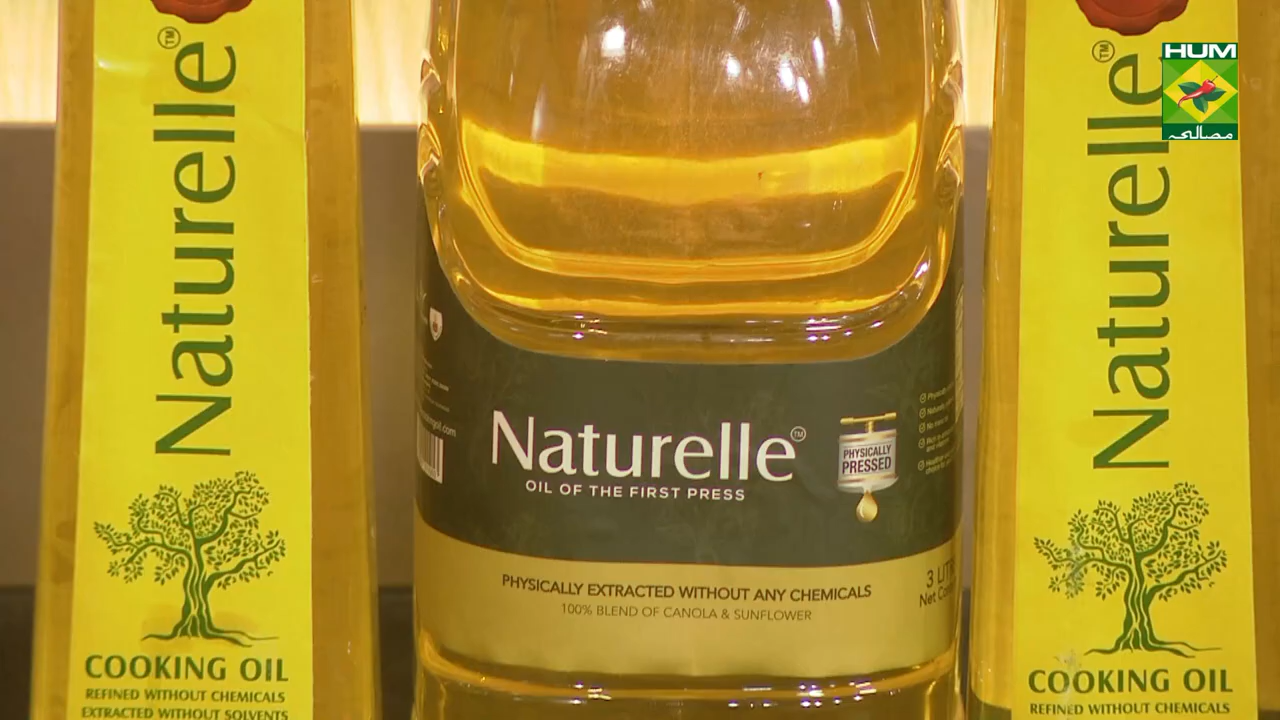 Naturelle™
COOKING OIL
REFINED WITHOUT CHEMICALS
EXTRACTED WITHOUT SOLVENTS
Naturelle™
OIL OF THE FIRST PRESS
PHYSICALLY
PRESSED
PHYSICALLY EXTRACTED WITHOUT ANY CHEMICALS
100% BLEND OF CANOLA & SUNFLOWER
3
Net
Naturelle™
COOKING OIL
REFINED WITHOUT CHEMICALS
HUM
مصالحہ